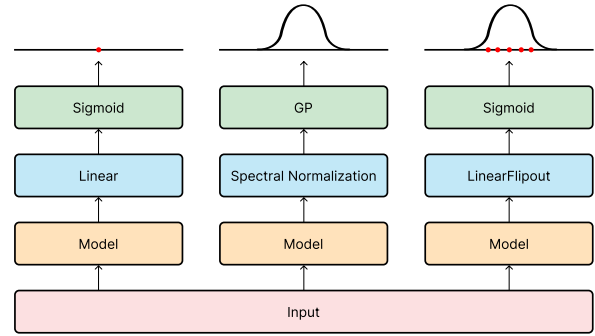 Sigmoid
GP
Sigmoid
Linear
Spectral Normalization
LinearFlipout
Model
Model
Model
Input